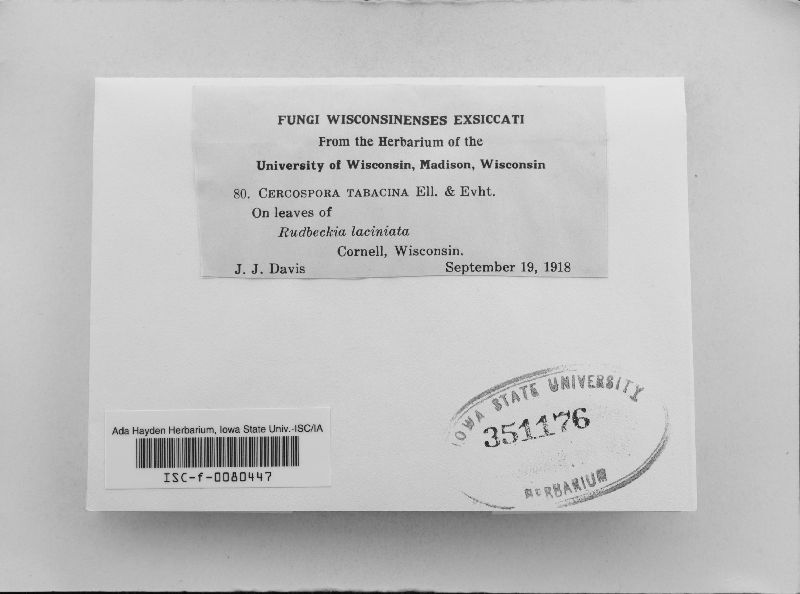 FUNGI WISCONSINENSES EXSICCATI
From the Herbarium of the
University of Wisconsin, Madison, Wisconsin
80. CERCOSPORA TABACINA Ell. & Evht.
On leaves of
Rudbeckia laciniata
Cornell, Wisconsin.
J. J. Davis September 19, 1918
IOWA STATE UNIVERSITY
351176
HERBARIUM
Ada Hayden Herbarium, Iowa State Univ.-ISC/IA
ISC-f-0080447